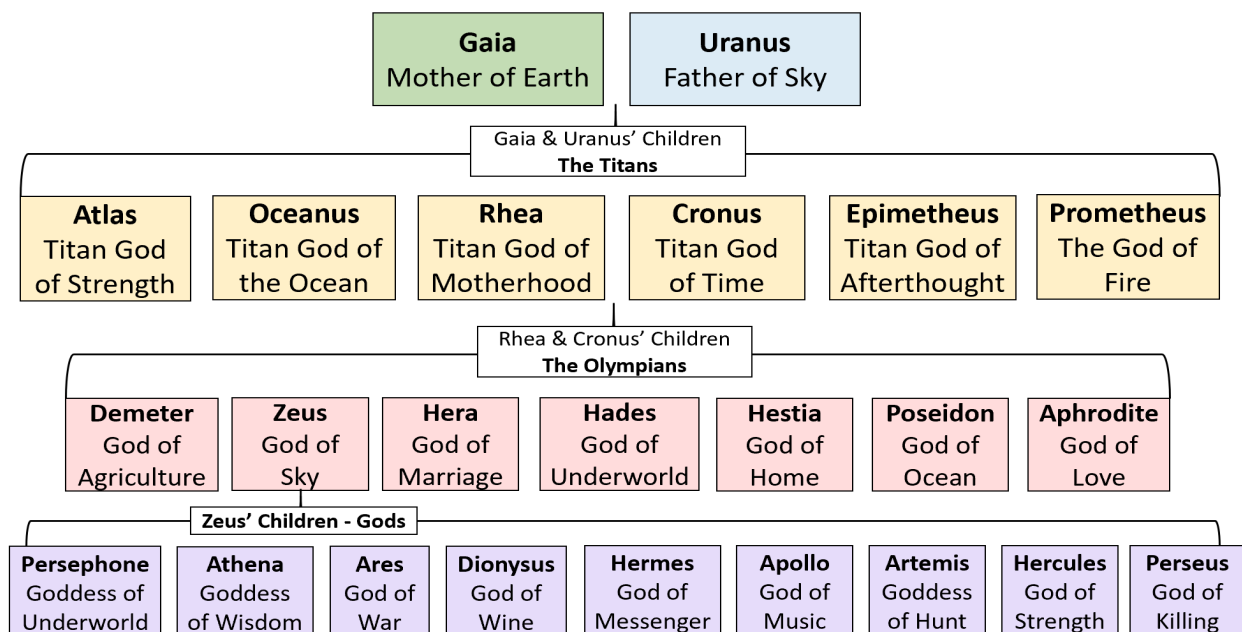 Gaia
Mother of Earth
Uranus
Father of Sky
Gaia & Uranus’ Children
The Titans
Atlas
Titan God
of Strength
Oceanus
Titan God of
the Ocean
Rhea
Titan God of
Motherhood
Cronus
Titan God
of Time
Epimetheus
Titan God of
Afterthought
Prometheus
The God of
Fire
Rhea & Cronus’ Children
The Olympians
Demeter
God of
Agriculture
Zeus
God of
Sky
Hera
God of
Marriage
Hades
God of
Underworld
Hestia
God of
Home
Poseidon
God of
Ocean
Aphrodite
God of
Love
Zeus’ Children - Gods
Persephone
Goddess of
Underworld
Athena
Goddess
of Wisdom
Ares
God of
War
Dionysus
God of
Wine
Hermes
God of
Messenger
Apollo
God of
Music
Artemis
Goddess
of Hunt
Hercules
God of
Strength
Perseus
God of
Killing